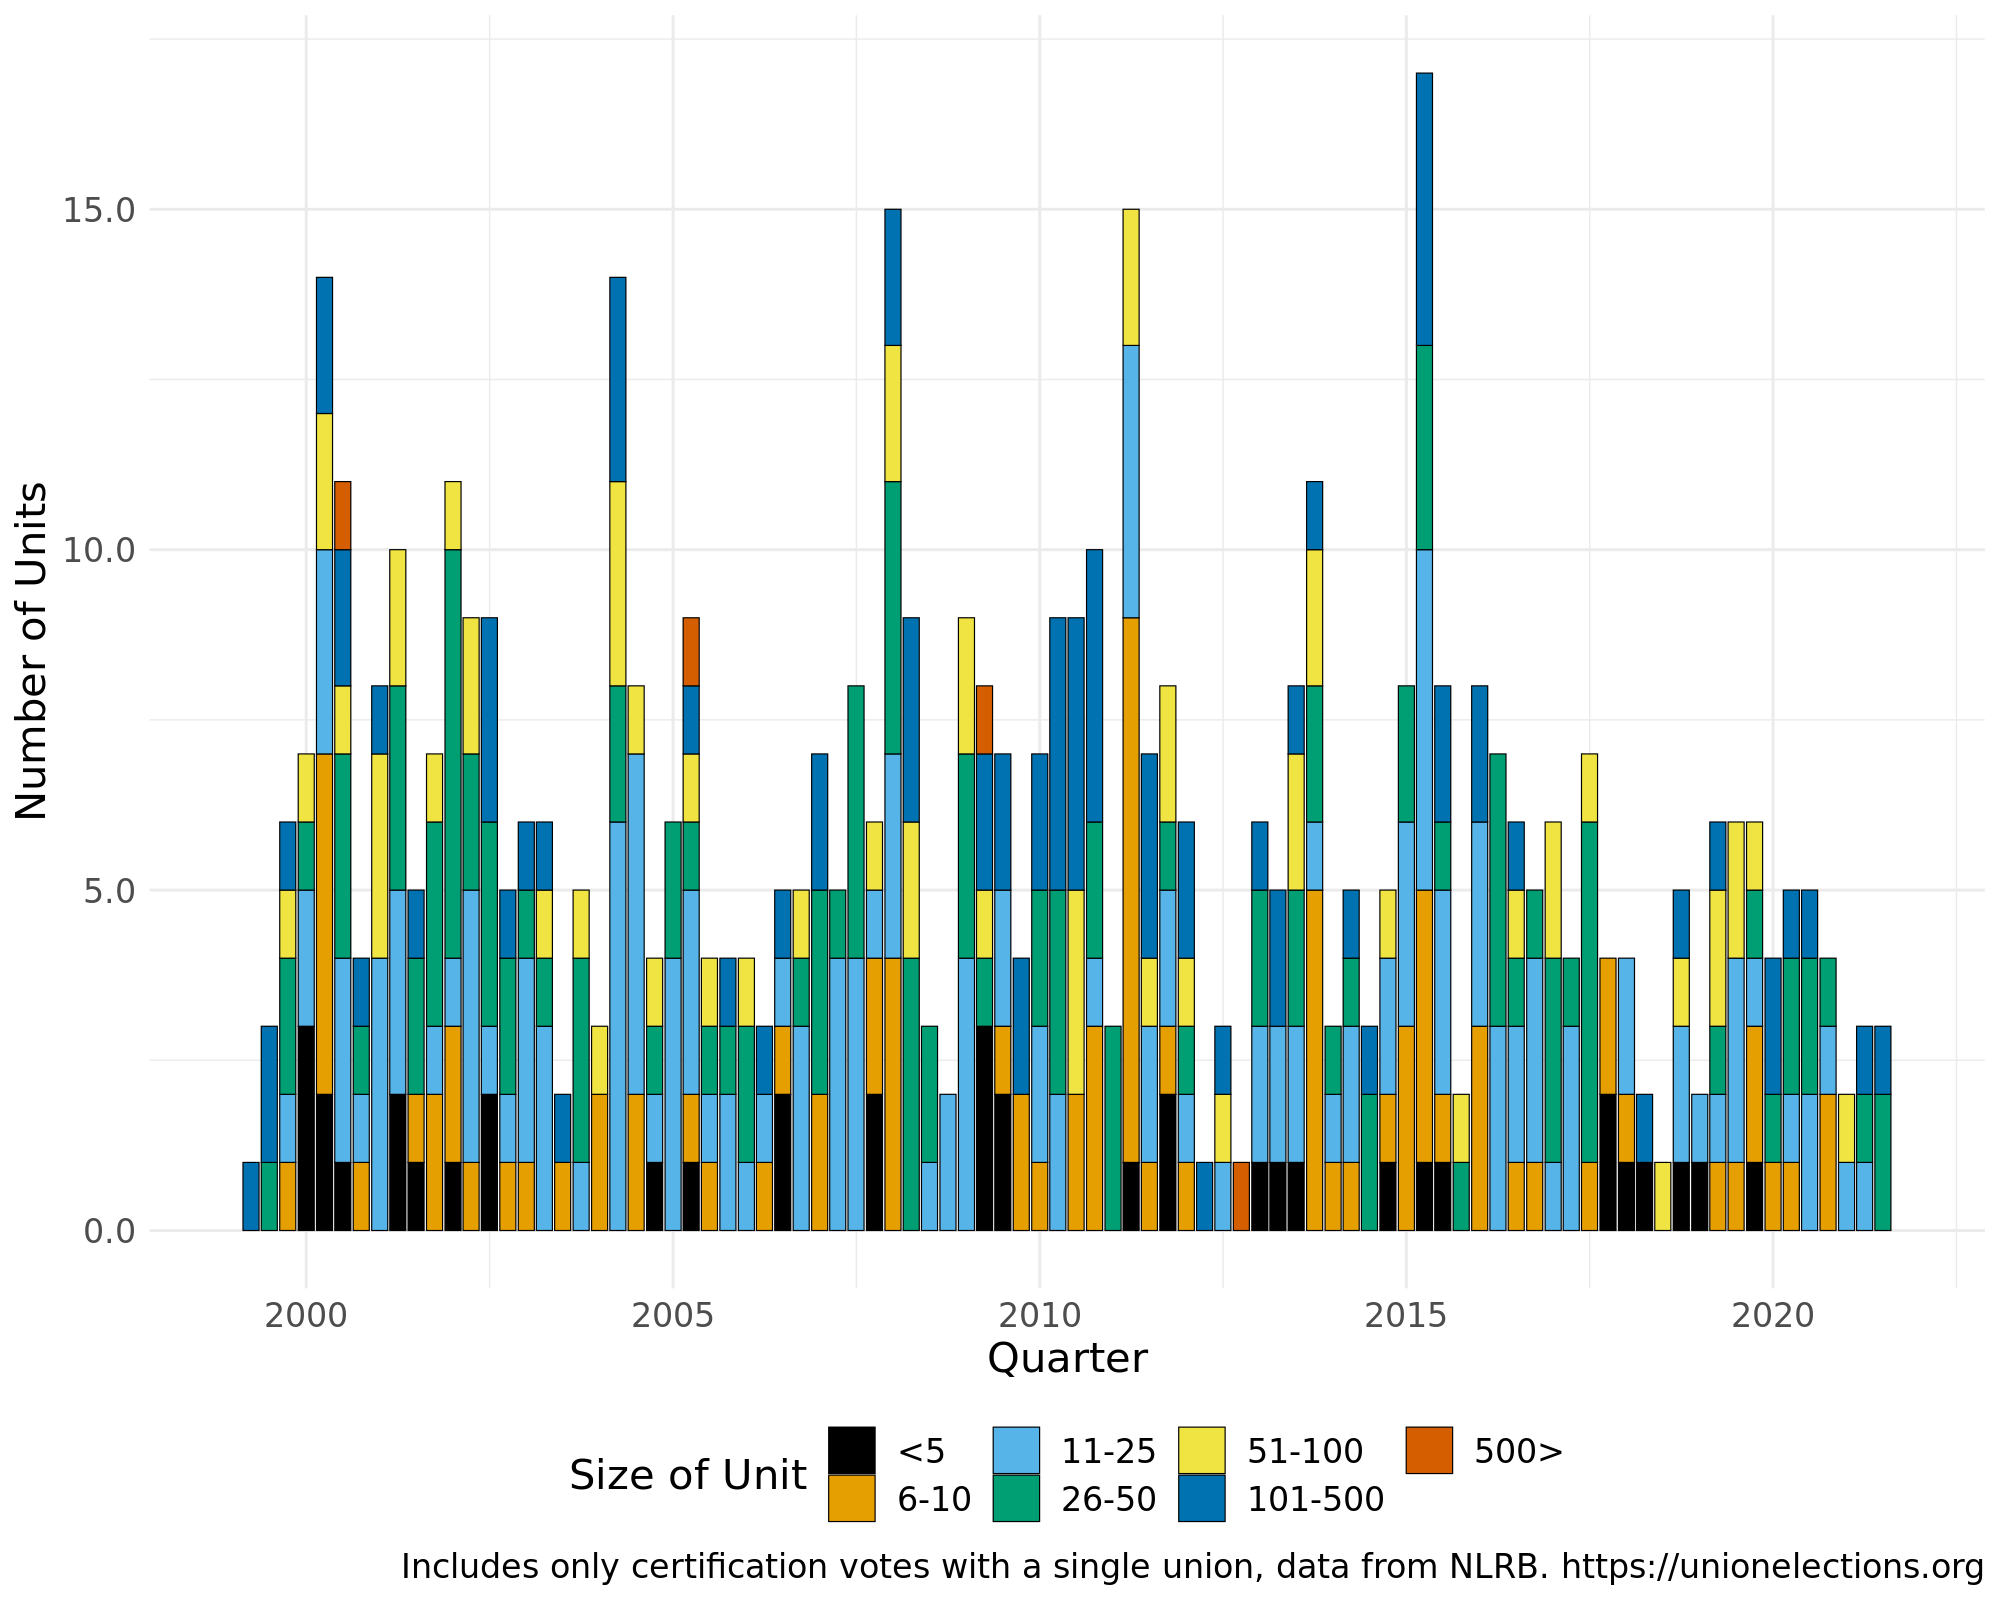 15.0
10.0
5.0
0.0
Number of Units
2000 2005 2010 2015 2020
Quarter
Size of Unit
<5 11-25 51-100 500>
6-10 26-50 101-500
Includes only certification votes with a single union, data from NLRB. https://unionelections.org